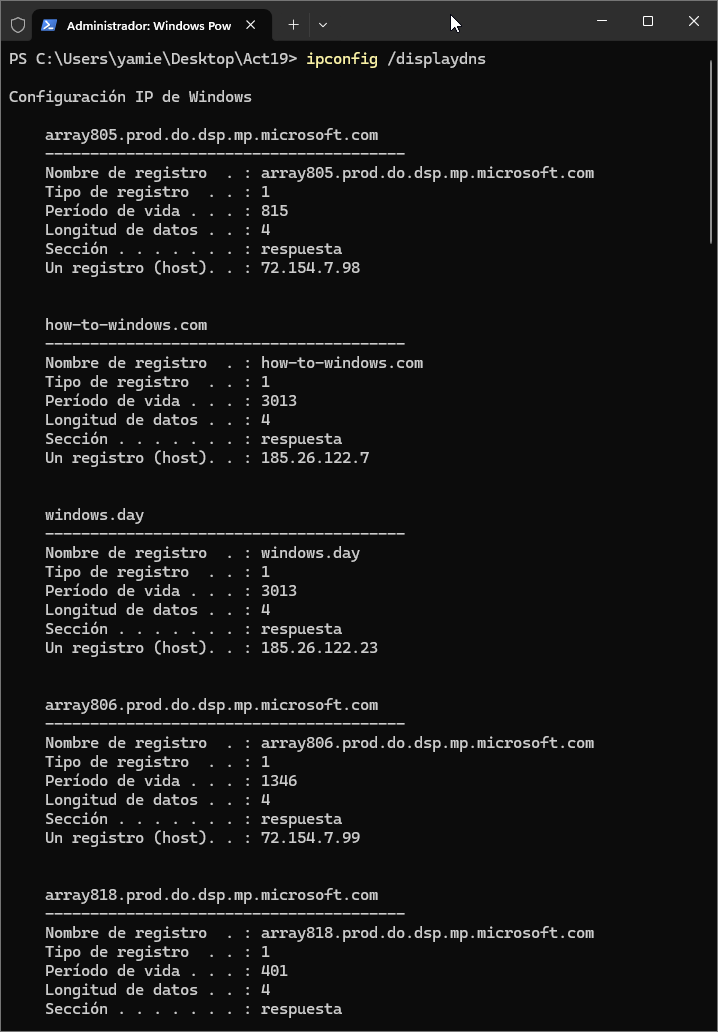 Administrador: Windows Pow
PS C:\Users\yamie\Desktop\Act19> ipconfig /displaydns
Configuración IP de Windows
array805.prod.do.dsp.mp.microsoft.com
----------------------------------------
Nombre de registro  . : array805.prod.do.dsp.mp.microsoft.com
Tipo de registro  . . : 1
Período de vida . . . : 815
Longitud de datos . . : 4
Sección . . . . . . . : respuesta
Un registro (host). . : 72.154.7.98
how-to-windows.com
----------------------------------------
Nombre de registro  . : how-to-windows.com
Tipo de registro  . . : 1
Período de vida . . . : 3013
Longitud de datos . . : 4
Sección . . . . . . . : respuesta
Un registro (host). . : 185.26.122.7
windows.day
----------------------------------------
Nombre de registro  . : windows.day
Tipo de registro  . . : 1
Período de vida . . . : 3013
Longitud de datos . . : 4
Sección . . . . . . . : respuesta
Un registro (host). . : 185.26.122.23
array806.prod.do.dsp.mp.microsoft.com
----------------------------------------
Nombre de registro  . : array806.prod.do.dsp.mp.microsoft.com
Tipo de registro  . . : 1
Período de vida . . . : 1346
Longitud de datos . . : 4
Sección . . . . . . . : respuesta
Un registro (host). . : 72.154.7.99
array818.prod.do.dsp.mp.microsoft.com
----------------------------------------
Nombre de registro  . : array818.prod.do.dsp.mp.microsoft.com
Tipo de registro  . . : 1
Período de vida . . . : 401
Longitud de datos . . : 4
Sección . . . . . . . : respuesta